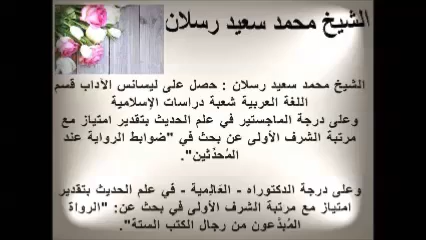 الشيخ محمد سعيد رسلان
الشيخ محمد سعيد رسلان : حصل على ليسانس الآداب قسم
اللغة العربية شعبة دراسات الإسلامية
وعلى درجة الماجستير في علم الحديث بتقدير امتياز مع
مرتبة الشرف الأولى عن بحث في "ضوابط الرواية عند
المُحدّثين".
وعلى درجة الدكتوراه - العَالِمية - في علم الحديث بتقدير
امتياز مع مرتبة الشرف الأولى في بحث عن: "الرواة
المُبدّعون من رجال الكتب الستة".